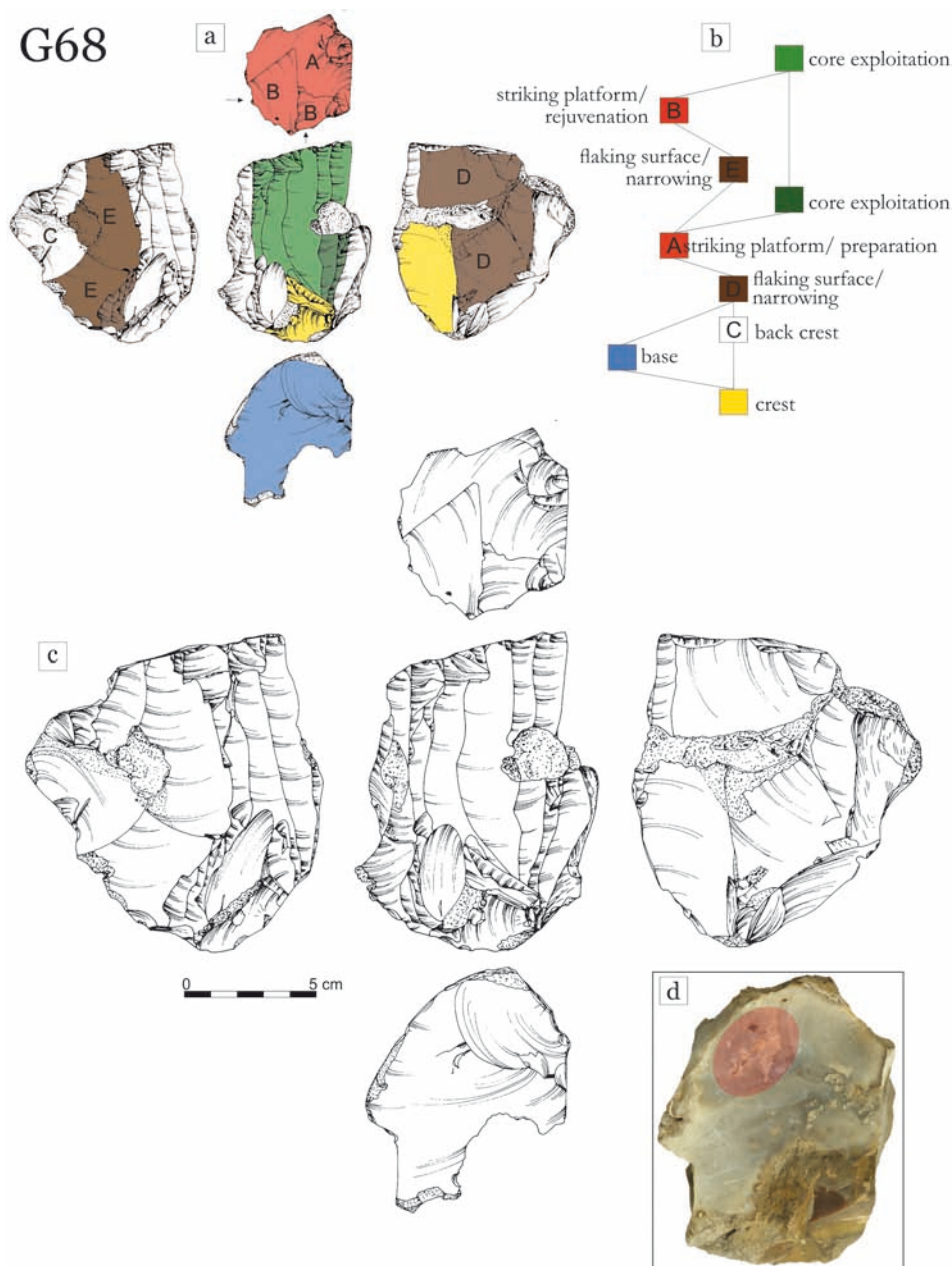 G68
a
A
B
B
C
E
E
D
D
b
core exploitation
striking platform/
rejuvenation
B
flaking surface/
narrowing
E
core exploitation
A
striking platform/ preparation
flaking surface/
narrowing
D
C
back crest
base
crest
c
0 5 cm
d